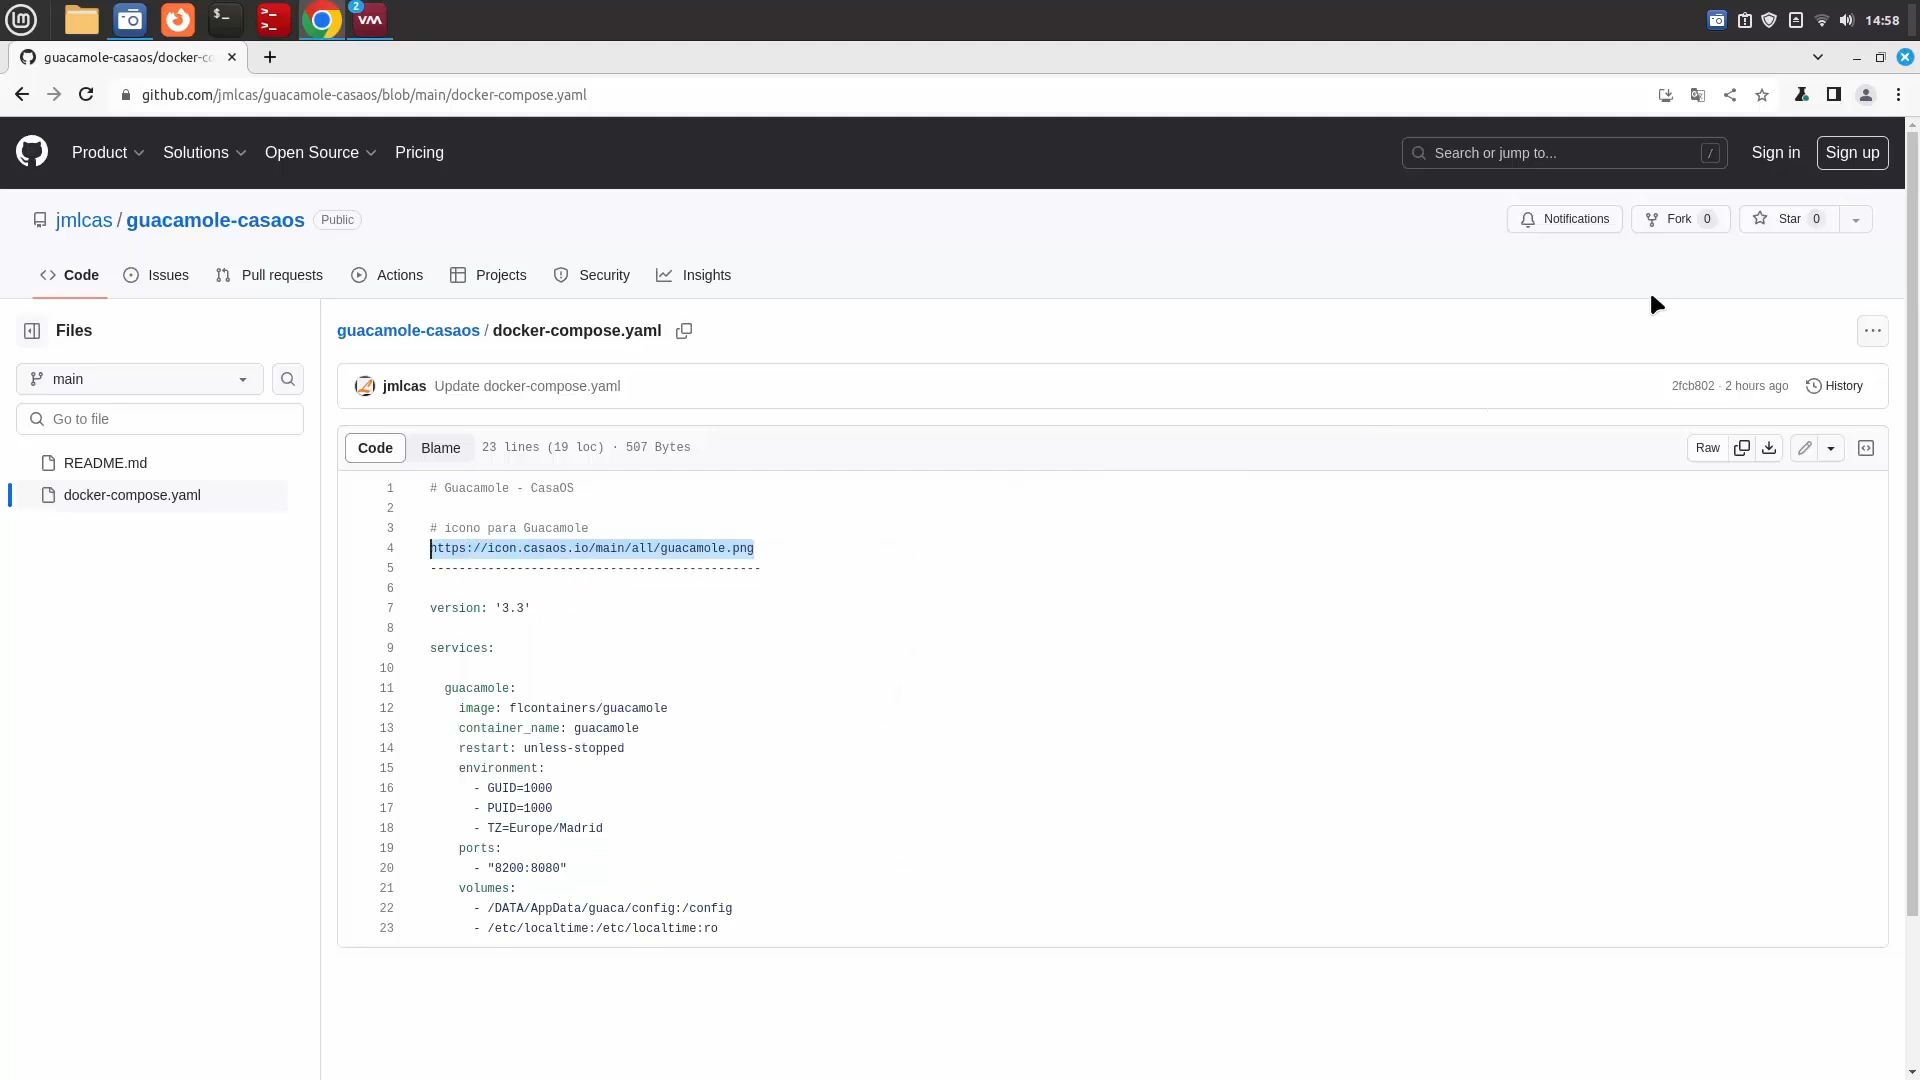 2
14:58
guacamole-casaos/docker-co
github.com/jmlcas/guacamole-casaos/blob/main/docker-compose.yaml
Product
Solutions
Open Source
Pricing
Search or jump to...
/
Sign in
Sign up
jmlcas / guacamole-casaos
Public
Notifications
Fork 0
Star 0
Code
Issues
Pull requests
Actions
Projects
Security
Insights
Files
main
Go to file
README.md
docker-compose.yaml
guacamole-casaos / docker-compose.yaml
jmlcas Update docker-compose.yaml
2fcb802 · 2 hours ago
History
Code
Blame
23 lines (19 loc) · 507 Bytes
Raw
1 # Guacamole - CasaOS
2
3 # icono para Guacamole
4 https://icon.casaos.io/main/all/guacamole.png
5 ----------------------------------------------
6
7 version: '3.3'
8
9 services:
10
11 guacamole:
12 image: flcontainers/guacamole
13 container_name: guacamole
14 restart: unless-stopped
15 environment:
16 - GUID=1000
17 - PUID=1000
18 - TZ=Europe/Madrid
19 ports:
20 - "8200:8080"
21 volumes:
22 - /DATA/AppData/guaca/config:/config
23 - /etc/localtime:/etc/localtime:ro